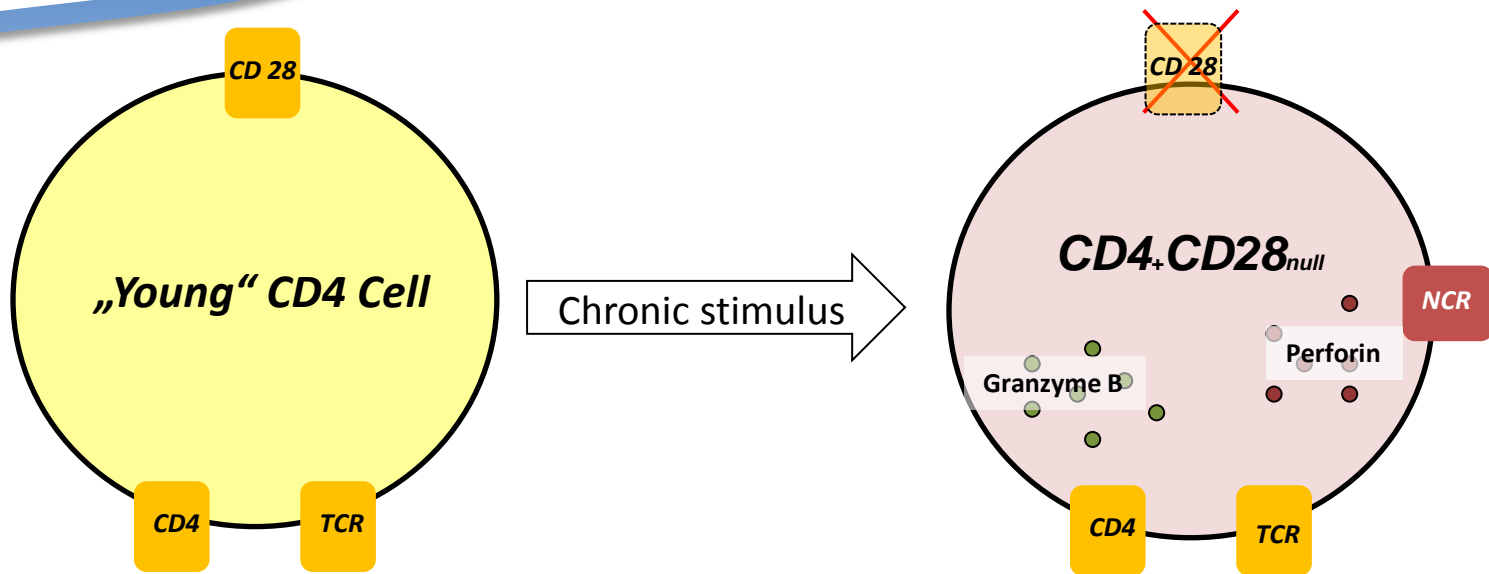 CD 28
„Young“ CD4 Cell
CD4
TCR
Chronic stimulus
CD 28
CD4+CD28null
NCR
Perforin
Granzyme B
CD4
TCR